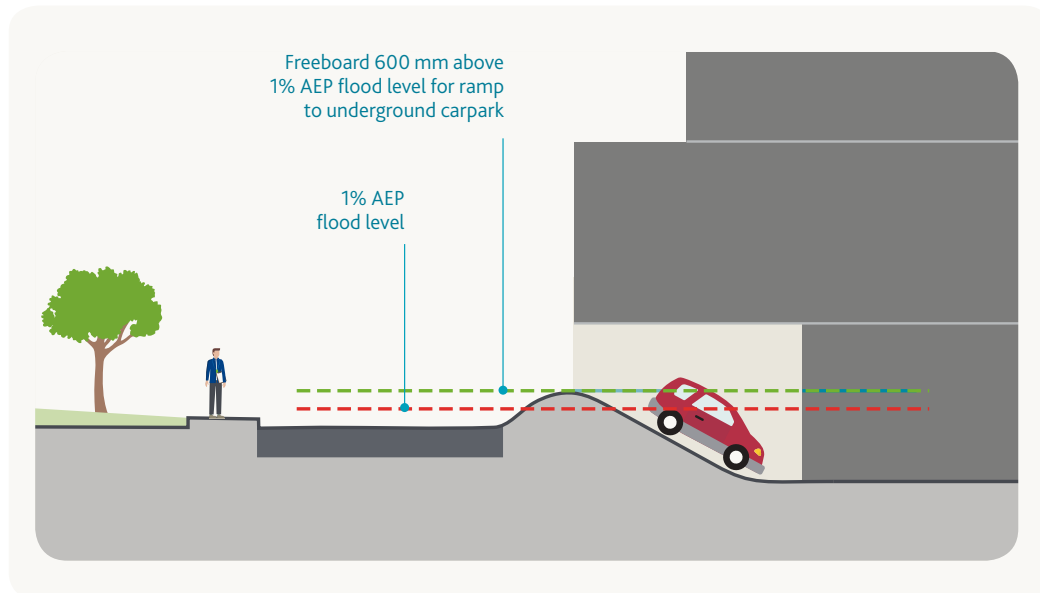 Freeboard 600 mm above
1% AEP flood level for ramp
to underground carpark
1% AEP
flood level